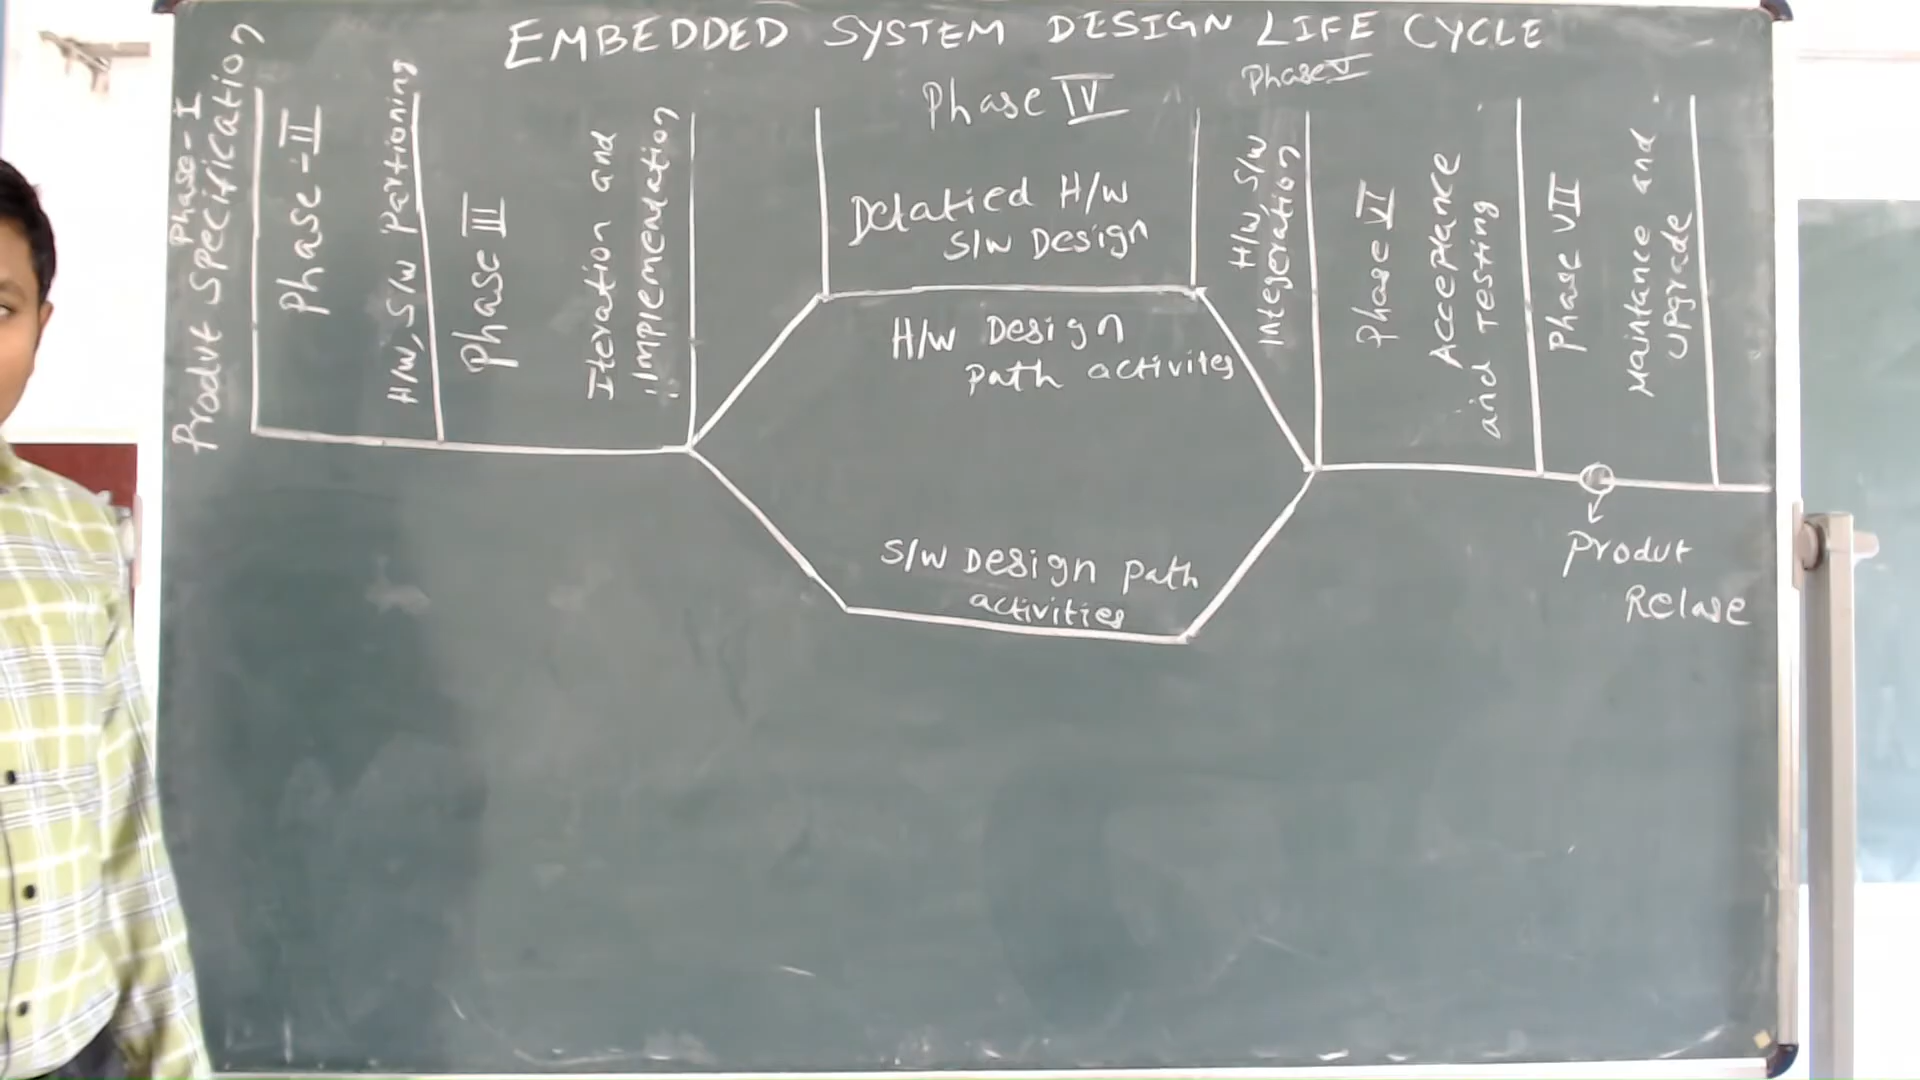 EMBEDDED SYSTEM DESIGN LIFE CYCLE
Phase-I
Produt Specification
Phase-II
H/w, S/w Partioning
Phase III
Iteration and
implementation
Phase IV
Detatied H/w
S/w Design
H/w Design
path activites
S/w Design path
activities
Phase V
H/w, S/w
Integeration
Phase VI
Acceptance
and Testing
Phase VII
Maintance and
upgrade
Produt
Relase